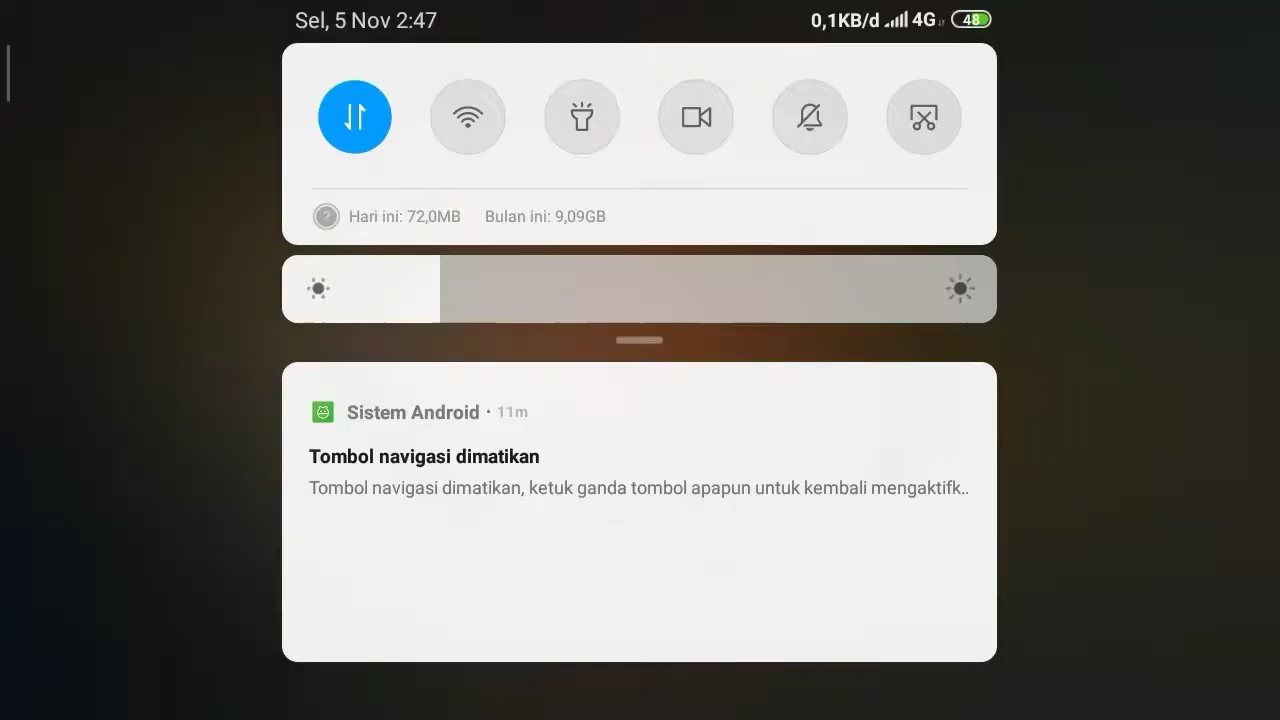 Sel, 5 Nov 2:47
0,1KB/d 4G 48
Hari ini: 72,0MB Bulan ini: 9,09GB
Sistem Android • 11m
Tombol navigasi dimatikan
Tombol navigasi dimatikan, ketuk ganda tombol apapun untuk kembali mengaktifk..